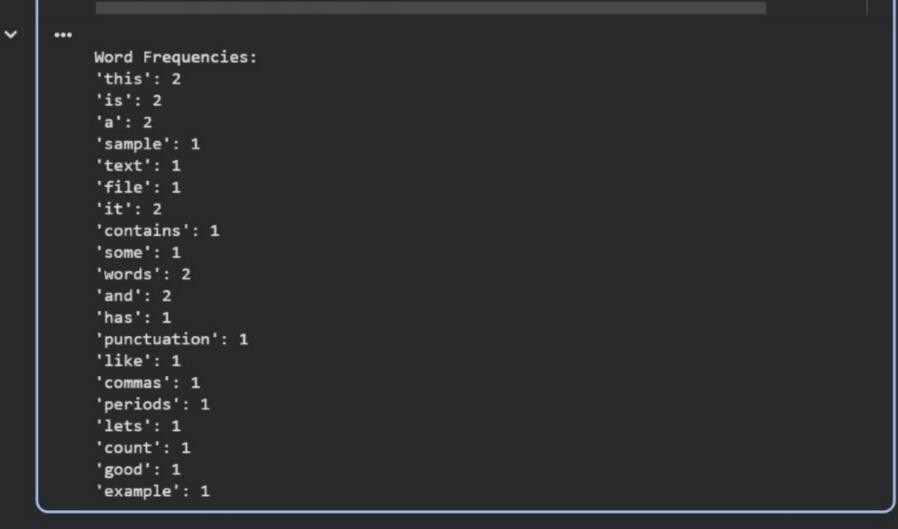 Word Frequencies:
'this': 2
'is': 2
'a': 2
'sample': 1
'text': 1
'file': 1
'it': 2
'contains': 1
'some': 1
'words': 2
'and': 2
'has': 1
'punctuation': 1
'like': 1
'commas': 1
'periods': 1
'lets': 1
'count': 1
'good': 1
'example': 1